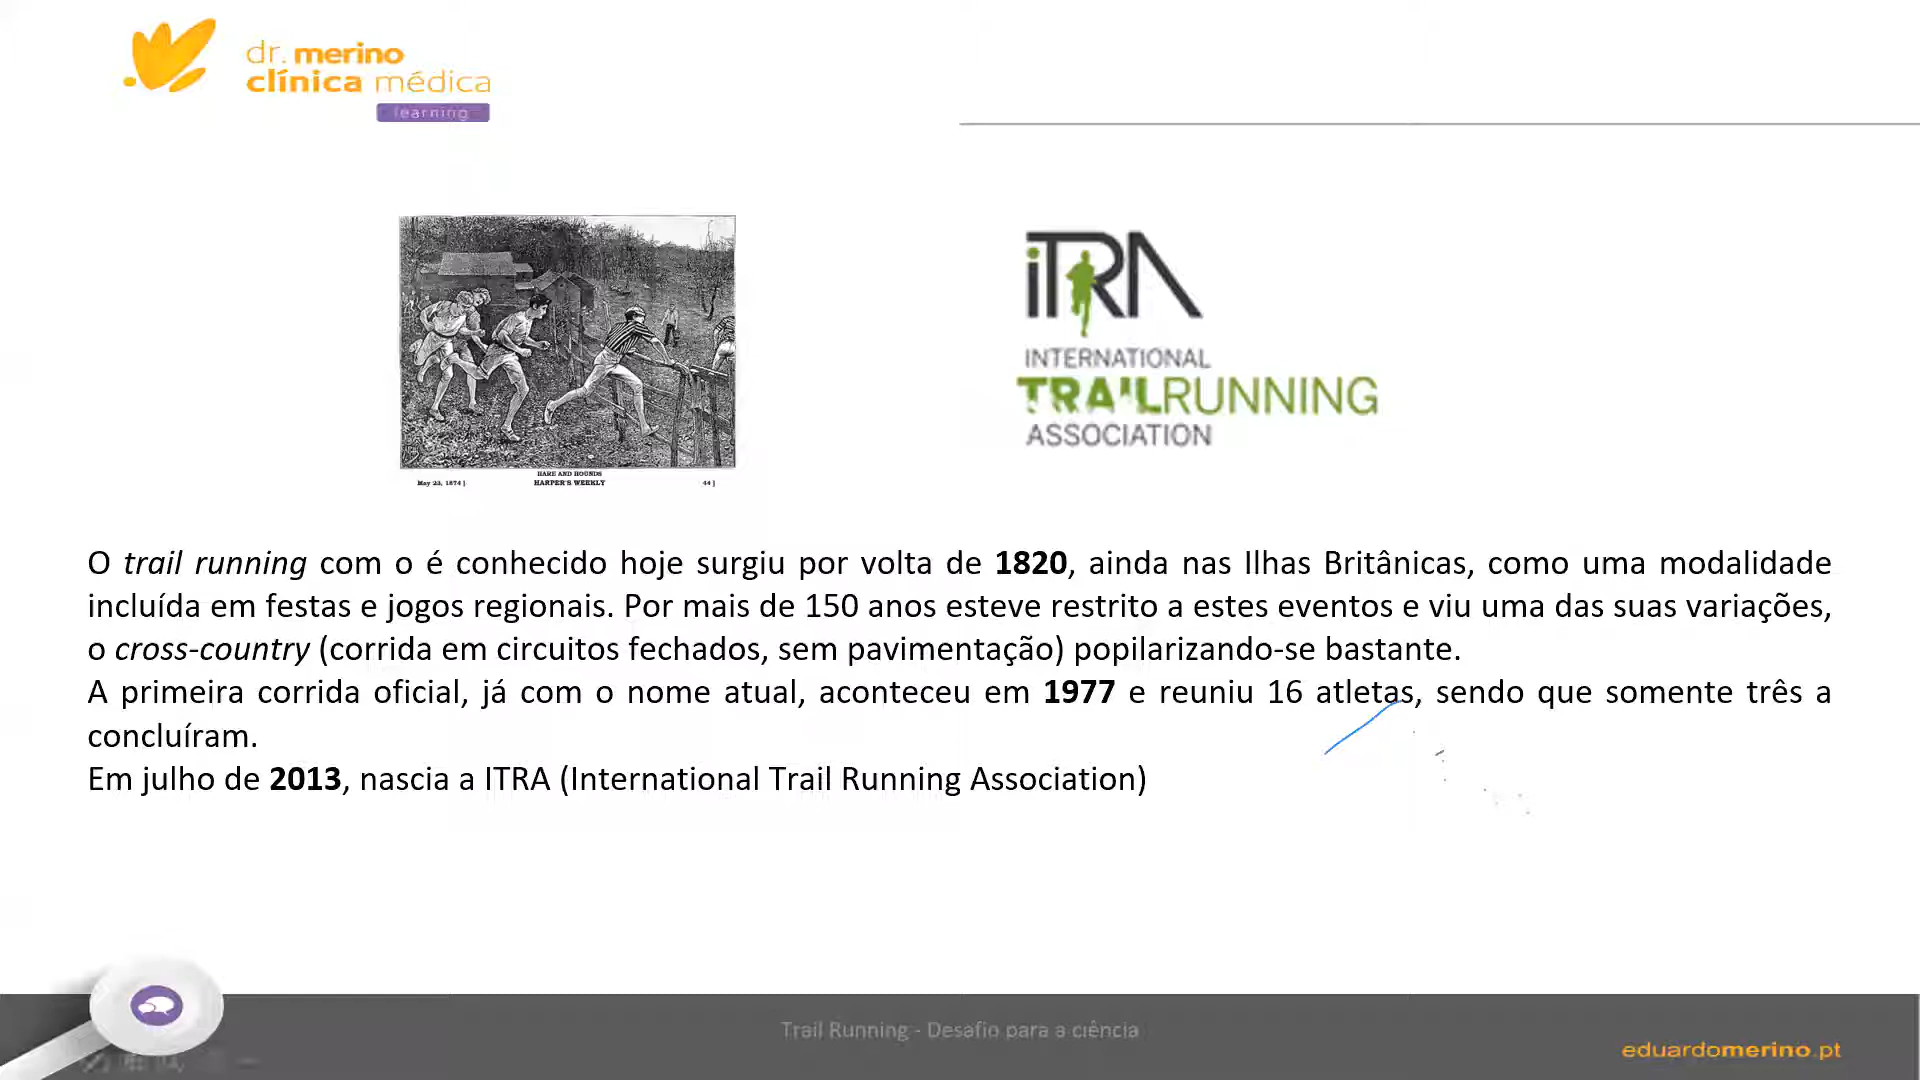 dr. merino
clínica médica
learning
HARE AND HOUNDS
May 23, 1874 ]
HARPER'S WEEKLY
44 ]
iTRA
INTERNATIONAL
TRAILRUNNING
ASSOCIATION
O trail running com o é conhecido hoje surgiu por volta de 1820, ainda nas Ilhas Britânicas, como uma modalidade
incluída em festas e jogos regionais. Por mais de 150 anos esteve restrito a estes eventos e viu uma das suas variações,
o cross-country (corrida em circuitos fechados, sem pavimentação) popilarizando-se bastante.
A primeira corrida oficial, já com o nome atual, aconteceu em 1977 e reuniu 16 atletas, sendo que somente três a
concluíram.
Em julho de 2013, nascia a ITRA (International Trail Running Association)
Trail Running - Desafio para a ciência
eduardomerino.pt